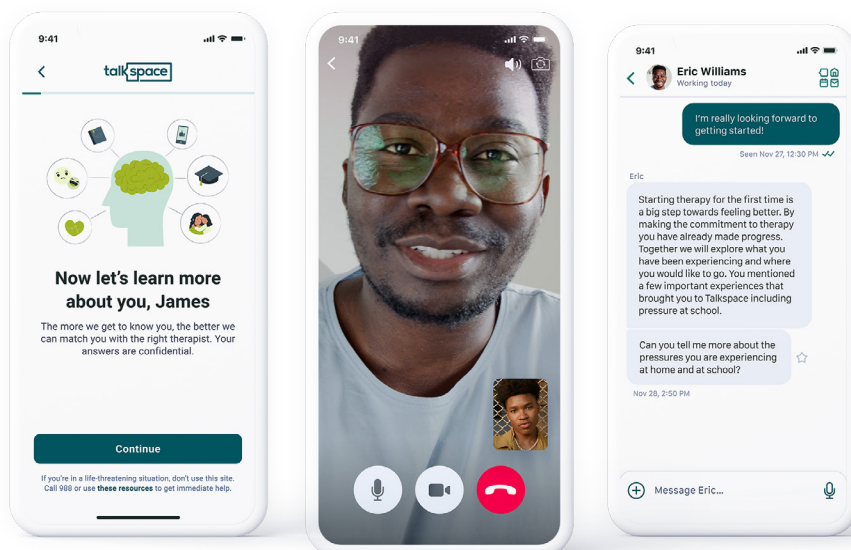 9:41
talkspace
Now let's learn more
about you, James
The more we get to know you, the better we
can match you with the right therapist. Your
answers are confidential.
Continue
If you're in a life-threatening situation, don't use this site.
Call 988 or use these resources to get immediate help.
9:41
9:41
Eric Williams
Working today
I'm really looking forward to
getting started!
Seen Nov 27, 12:30 PM
Eric
Starting therapy for the first time is
a big step towards feeling better. By
making the commitment to therapy
you have already made progress.
Together we will explore what you
have been experiencing and where
you would like to go. You mentioned
a few important experiences that
brought you to Talkspace including
pressure at school.
Can you tell me more about the
pressures you are experiencing
at home and at school?
Nov 28, 2:50 PM
Message Eric...